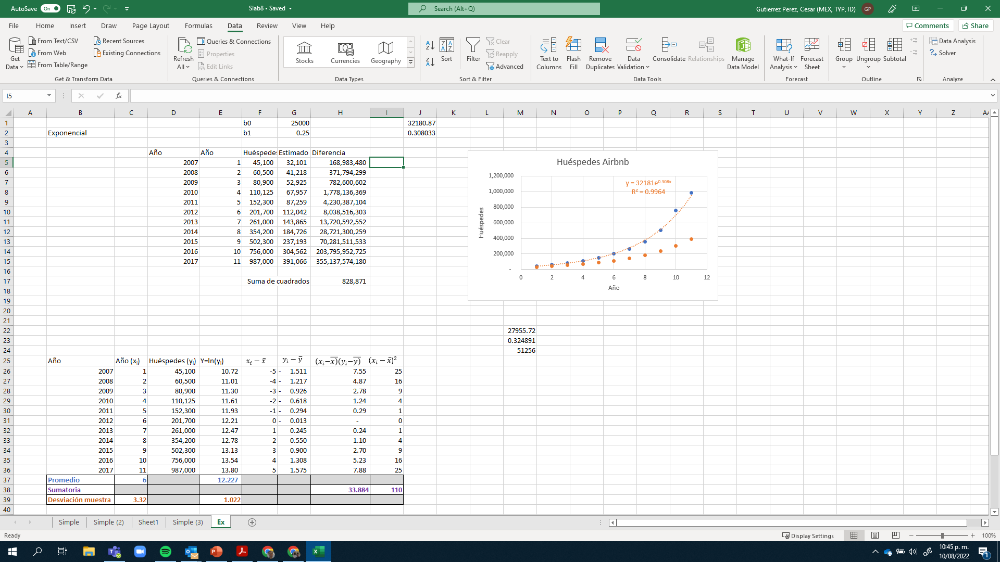 AutoSave On Slab8 • Saved Search (Alt+Q) Gutierrez Perez, Cesar (MEX, TYP, ID) GP
File Home Insert Draw Page Layout Formulas Data Review View Help Comments Share
Get Data From Text/CSV Recent Sources
From Web Existing Connections
From Table/Range
Refresh All Queries & Connections
Properties
Edit Links
Stocks Currencies Geography
Sort Filter Clear
Reapply
Advanced
Text to Columns Flash Fill Remove Duplicates Data Validation Consolidate Relationships Manage Data Model
What-If Analysis Forecast Sheet Group Ungroup Subtotal Data Analysis
Solver
Get & Transform Data Queries & Connections Data Types Sort & Filter Data Tools Forecast Outline Analyze
I5 fx
A B C D E F G H I J K L M N O P Q R S T U V W X Y Z
1 b0 25000 32180.87
2 Exponencial b1 0.25 0.308033
3
4 Año Año Huéspedes Estimado Diferencia
5 2007 1 45,100 32,101 168,983,480
6 2008 2 60,500 41,218 371,794,299
7 2009 3 80,900 52,925 782,600,602
8 2010 4 110,125 67,957 1,778,136,369
9 2011 5 152,300 87,259 4,230,387,104
10 2012 6 201,700 112,042 8,038,516,303
11 2013 7 261,000 143,865 13,720,592,552
12 2014 8 354,200 184,726 28,721,300,259
13 2015 9 502,300 237,193 70,281,511,533
14 2016 10 756,000 304,562 203,795,952,725
15 2017 11 987,000 391,066 355,137,574,180
16
17 Suma de cuadrados 828,871
18
19
20
21
Huéspedes Airbnb
y = 32181e^0.308x
R² = 0.9964
1,200,000
1,000,000
800,000
600,000
400,000
200,000
-
0 2 4 6 8 10 12
Huéspedes
Año
22 27955.72
23 0.324891
24 51256
25 Año Año (xi) Huéspedes (yi) Y=ln(yi) xi − x̄ yi − ȳ (xi−x̄)(yi−ȳ) (xi − x̄)²
26 2007 1 45,100 10.72 -5 - 1.511 7.55 25
27 2008 2 60,500 11.01 -4 - 1.217 4.87 16
28 2009 3 80,900 11.30 -3 - 0.926 2.78 9
29 2010 4 110,125 11.61 -2 - 0.618 1.24 4
30 2011 5 152,300 11.93 -1 - 0.294 0.29 1
31 2012 6 201,700 12.21 0 - 0.013 - 0
32 2013 7 261,000 12.47 1 0.245 0.24 1
33 2014 8 354,200 12.78 2 0.550 1.10 4
34 2015 9 502,300 13.13 3 0.900 2.70 9
35 2016 10 756,000 13.54 4 1.308 5.23 16
36 2017 11 987,000 13.80 5 1.575 7.88 25
37 Promedio 6 12.227
38 Sumatoria 33.884 110
39 Desviación muestra 3.32 1.022
40
Simple Simple (2) Sheet1 Simple (3) Ex
Ready Display Settings 100%
10:45 p. m.
10/08/2022
1